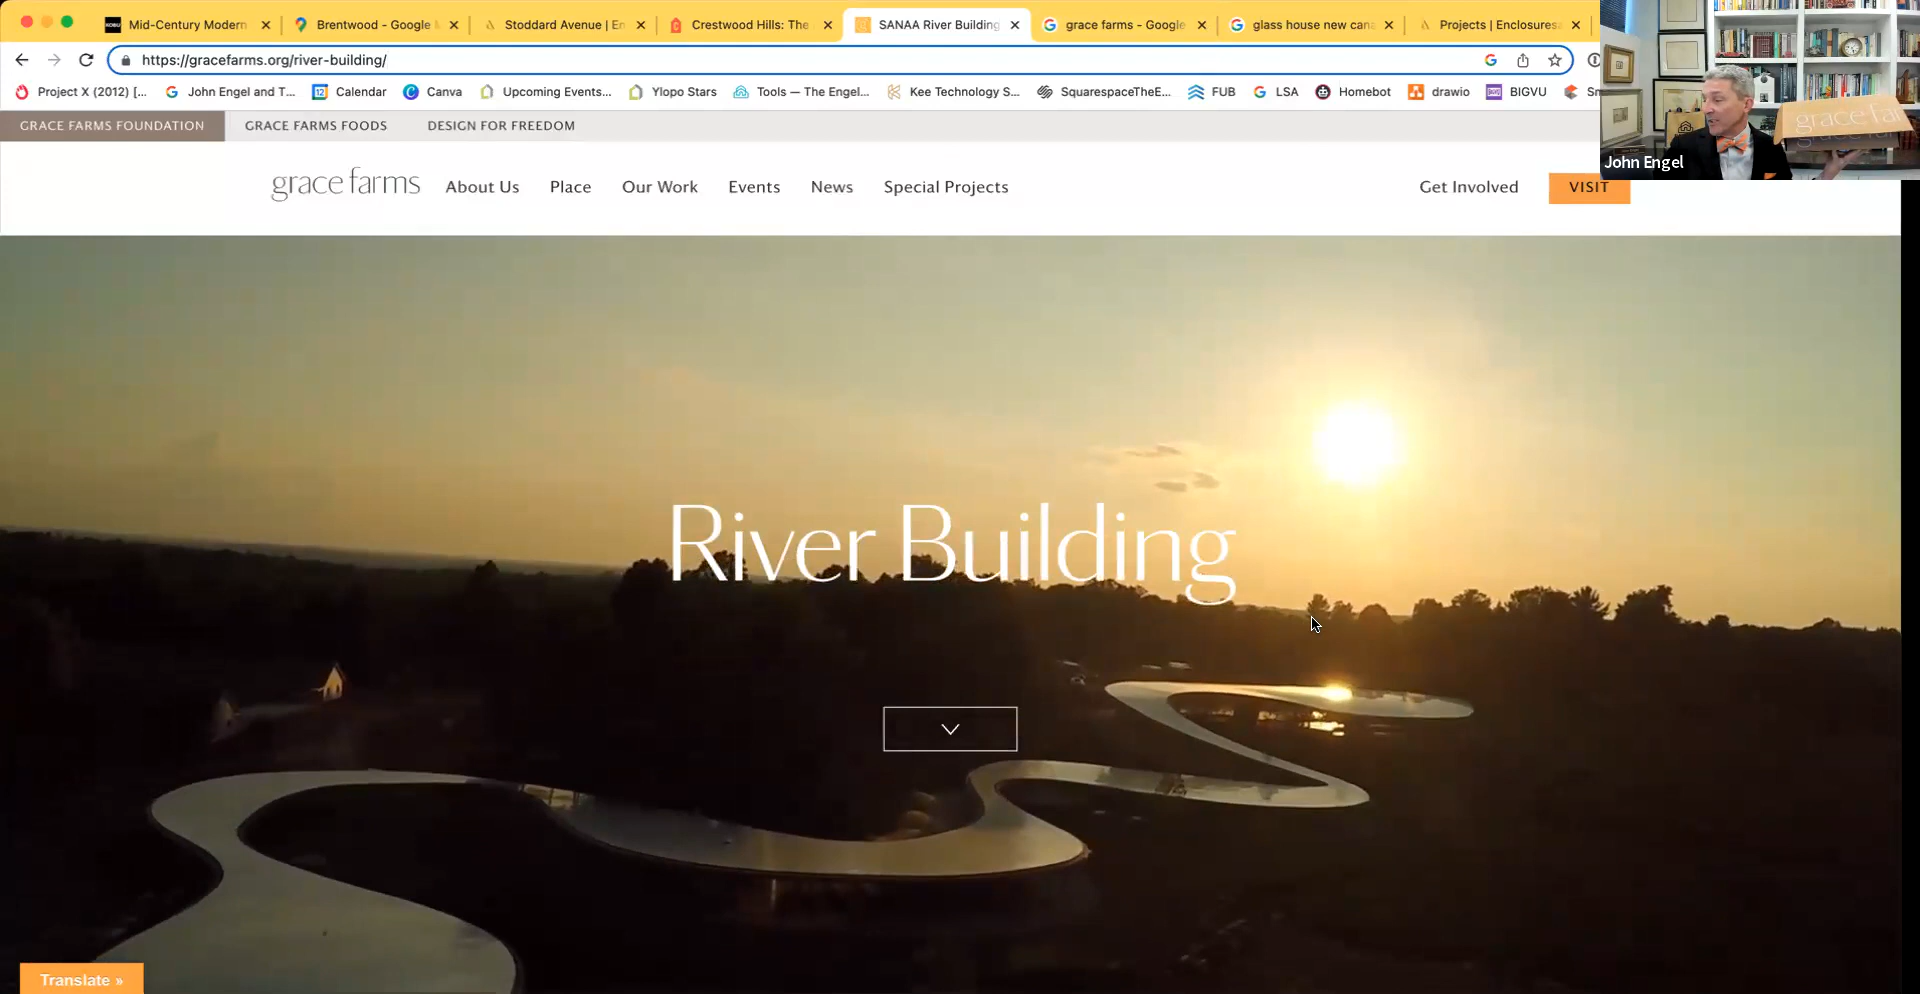 Mid-Century Modern
Brentwood - Google M
Stoddard Avenue | En
Crestwood Hills: The
SANAA River Building
grace farms - Google
glass house new cana
Projects | Enclosures
https://gracefarms.org/river-building/
Project X (2012) [...
John Engel and T...
Calendar
Canva
Upcoming Events...
Ylopo Stars
Tools — The Engel...
Kee Technology S...
SquarespaceTheE...
FUB
LSA
Homebot
drawio
BIGVU
Sm
GRACE FARMS FOUNDATION
GRACE FARMS FOODS
DESIGN FOR FREEDOM
grace far
John Engel
grace farms
About Us
Place
Our Work
Events
News
Special Projects
Get Involved
VISIT
River Building
Translate »